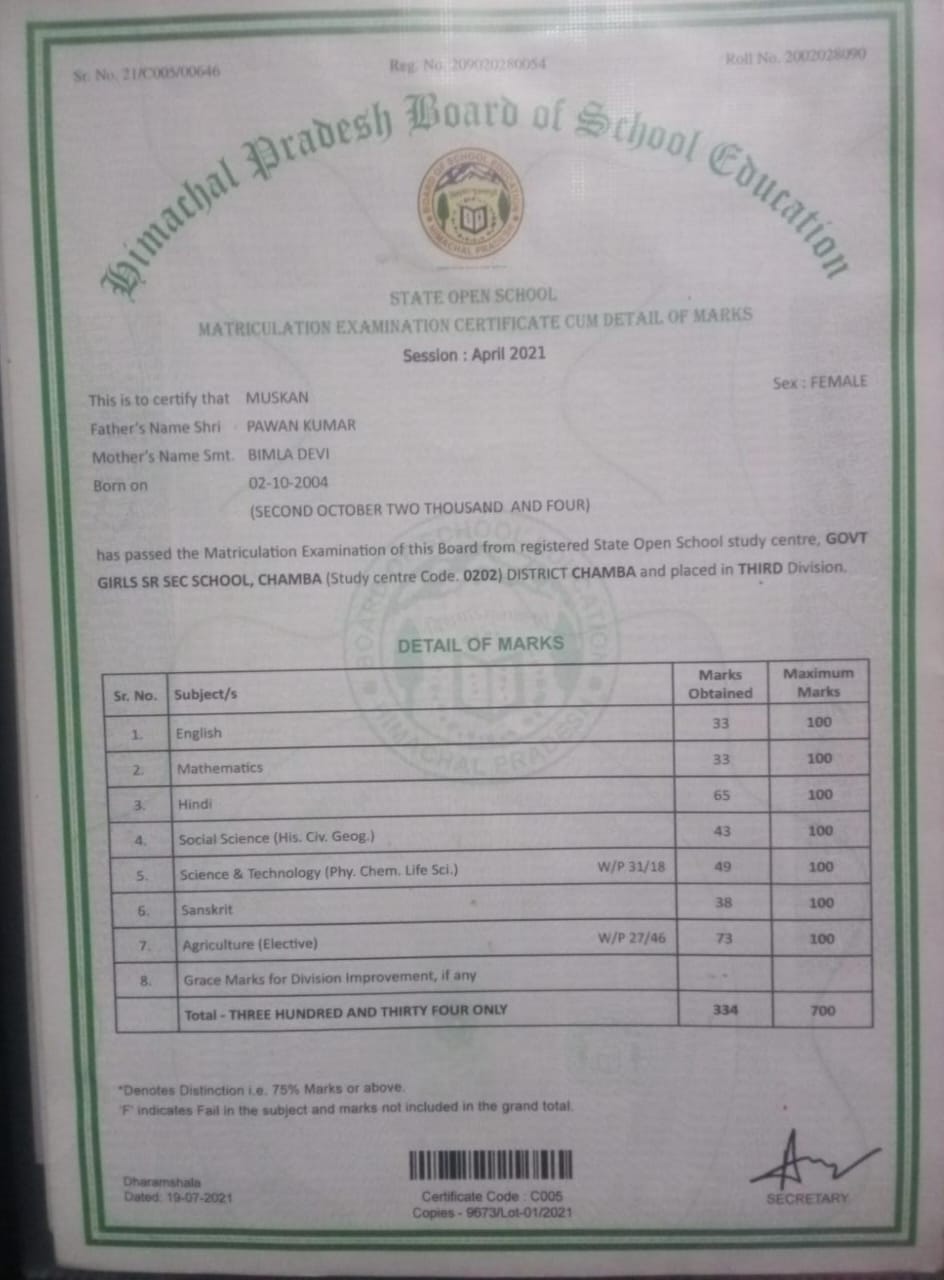 Sr. No. 21/C005/00646
Reg. No. 209020280054
Roll No. 2002028090
Himachal Pradesh Board of School Education
BOARD OF SCHOOL EDUCATION
HIMACHAL PRADESH
STATE OPEN SCHOOL
MATRICULATION EXAMINATION CERTIFICATE CUM DETAIL OF MARKS
Session : April 2021
Sex : FEMALE
This is to certify that MUSKAN
Father's Name Shri PAWAN KUMAR
Mother's Name Smt. BIMLA DEVI
Born on 02-10-2004
(SECOND OCTOBER TWO THOUSAND AND FOUR)
has passed the Matriculation Examination of this Board from registered State Open School study centre, GOVT
GIRLS SR SEC SCHOOL, CHAMBA (Study centre Code. 0202) DISTRICT CHAMBA and placed in THIRD Division.
DETAIL OF MARKS
Sr. No. Subject/s Marks Obtained Maximum Marks
1. English 33 100
2. Mathematics 33 100
3. Hindi 65 100
4. Social Science (His. Civ. Geog.) 43 100
5. Science & Technology (Phy. Chem. Life Sci.) W/P 31/18 49 100
6. Sanskrit 38 100
7. Agriculture (Elective) W/P 27/46 73 100
8. Grace Marks for Division Improvement, if any - -
Total - THREE HUNDRED AND THIRTY FOUR ONLY 334 700
*Denotes Distinction i.e. 75% Marks or above.
'F' indicates Fail in the subject and marks not included in the grand total.
Dharamshala
Dated: 19-07-2021
Certificate Code : C005
Copies - 9673/Lot-01/2021
SECRETARY